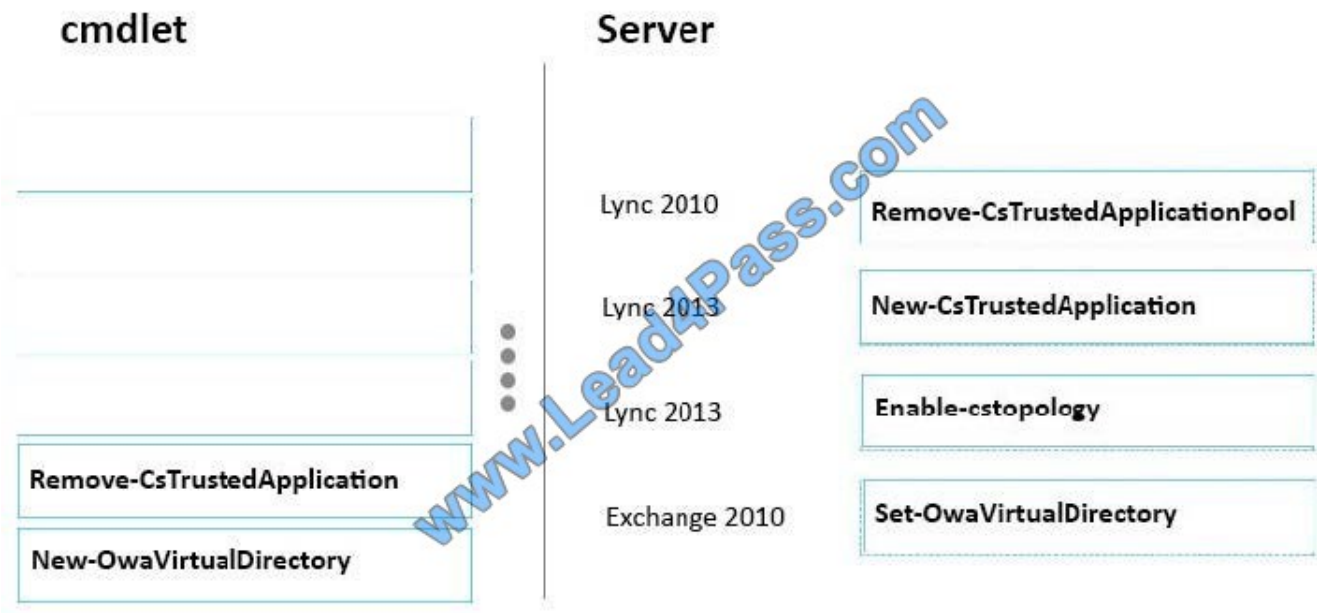 cmdlet
Server
Lync 2010
Remove-CsTrustedApplicationPool
Lync 2013
New-CsTrustedApplication
Lync 2013
Enable-cstopology
Exchange 2010
Set-OwaVirtualDirectory
Remove-CsTrustedApplication
New-OwaVirtualDirectory
www.Lead4Pass.com